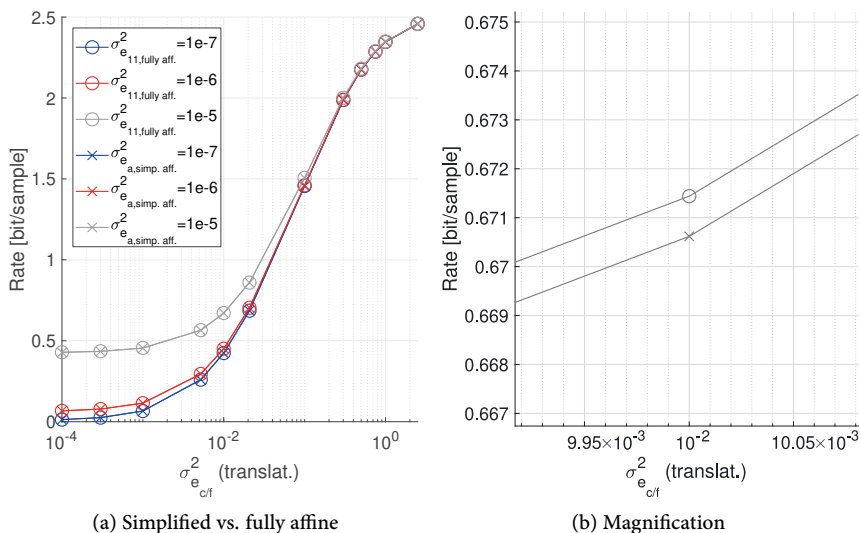 2.5
2
1.5
1
0.5
0
Rate [bit/sample]
σ²e11,fully aff. =1e-7
σ²e11,fully aff. =1e-6
σ²e11,fully aff. =1e-5
σ²ea,simp. aff. =1e-7
σ²ea,simp. aff. =1e-6
σ²ea,simp. aff. =1e-5
10⁻⁴ 10⁻² 10⁰
σ²ec/f (translat.)
(a) Simplified vs. fully affine
0.675
0.674
0.673
0.672
0.671
0.67
0.669
0.668
0.667
Rate [bit/sample]
9.95×10⁻³ 10⁻² 10.05×10⁻³
σ²ec/f (translat.)
(b) Magnification